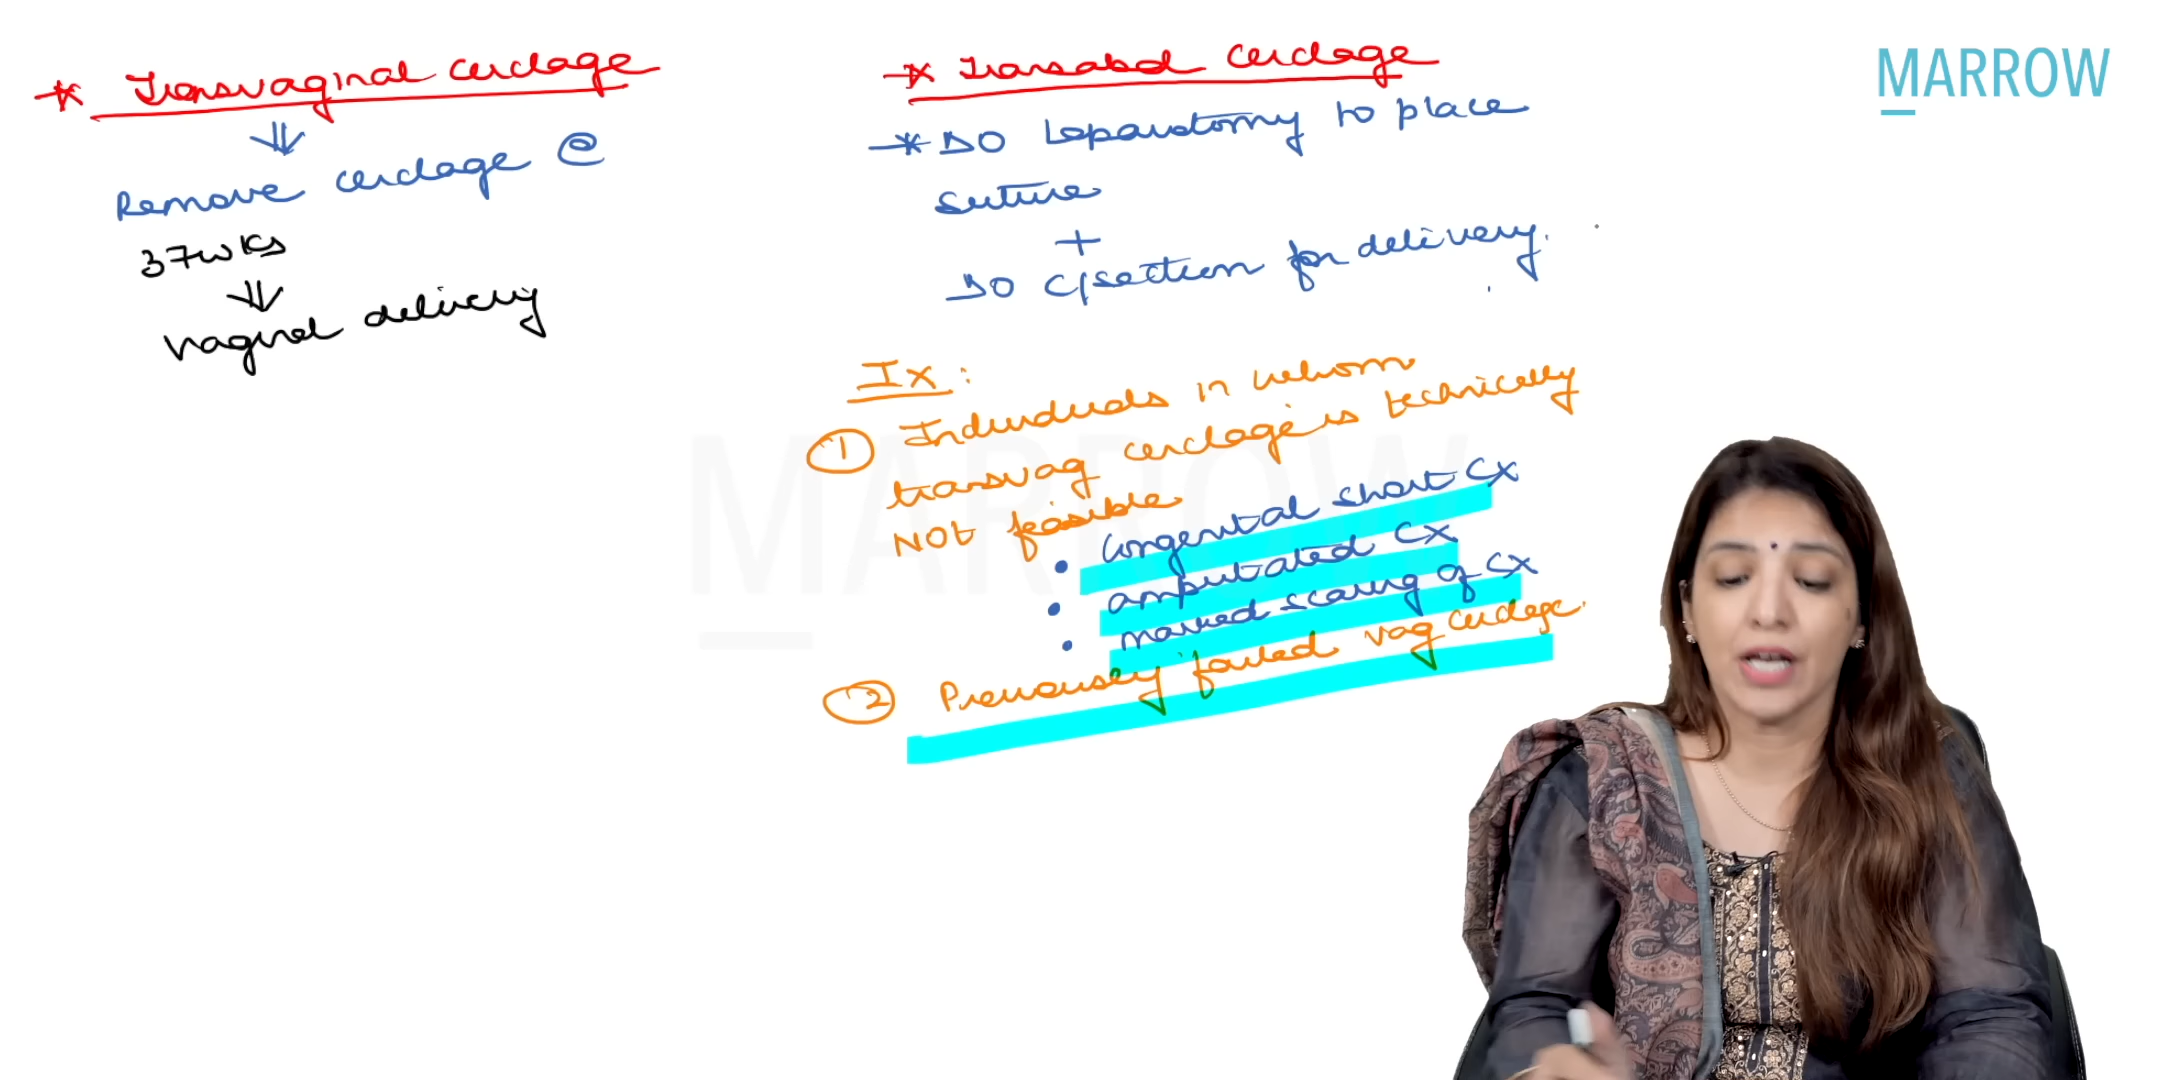 MARROW
* Transvaginal cerclage
⇓
Remove cerclage @
37wks
⇓
vaginal delivery
* Transabd cerclage
* DO Laparotomy to place
suture
+
DO c/section for delivery.
Ix:
① Individuals in whom
transvag cerclage is technically
NOT feasible
• congenital short Cx
• amputated Cx
• marked scaring of Cx
② Previously failed vag cerclage.
MARROW